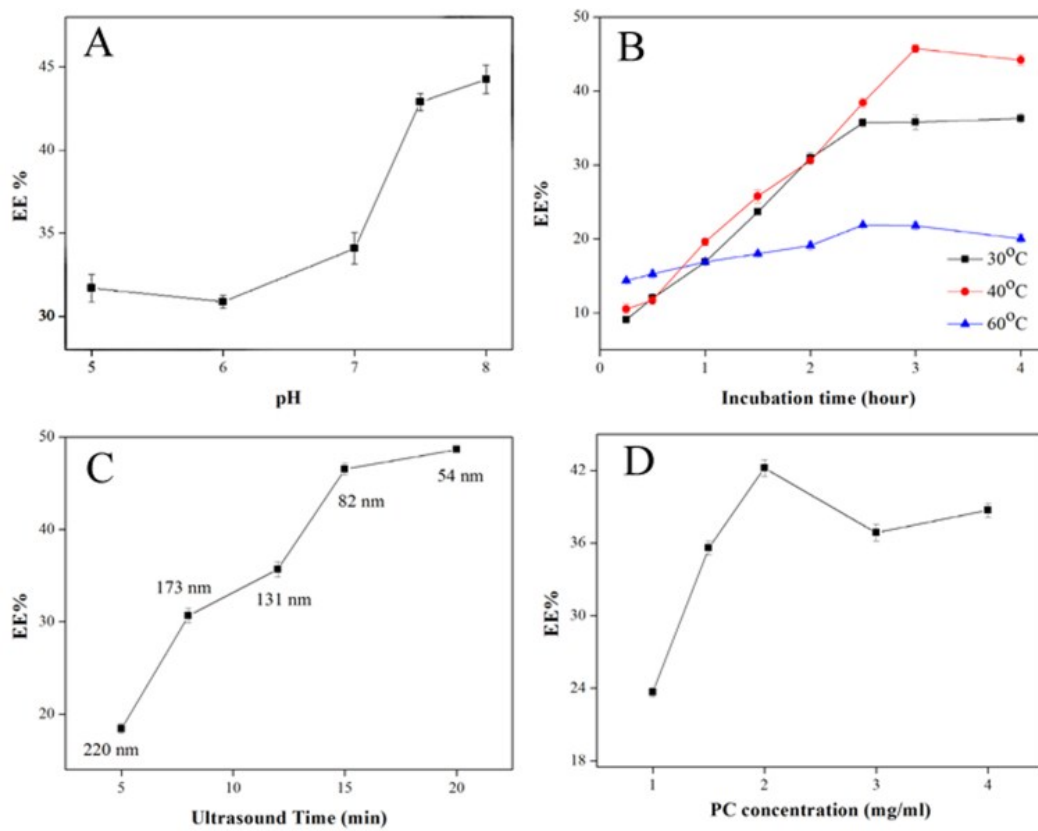 A
EE %
45
40
35
30
5
6
7
8
pH
B
EE%
50
40
30
20
10
0
1
2
3
4
30°C
40°C
60°C
Incubation time (hour)
C
EE%
50
40
30
20
220 nm
173 nm
131 nm
82 nm
54 nm
5
10
15
20
Ultrasound Time (min)
D
EE%
42
36
30
24
18
1
2
3
4
PC concentration (mg/ml)